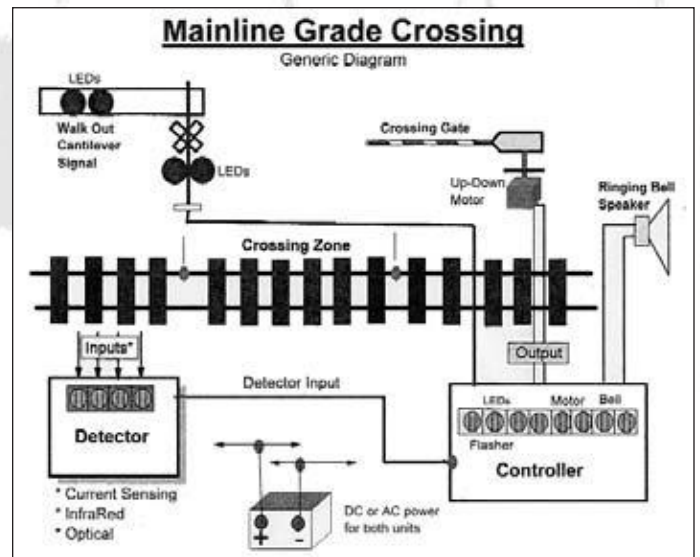 Mainline Grade Crossing
Generic Diagram
LEDs
Walk Out
Cantilever
Signal
LEDs
Crossing Gate
Up-Down
Motor
Ringing Bell
Speaker
Crossing Zone
Inputs*
Output
Detector Input
Detector
LEDs
Motor
Bell
Flasher
Controller
* Current Sensing
* InfraRed
* Optical
+ -
DC or AC power
for both units